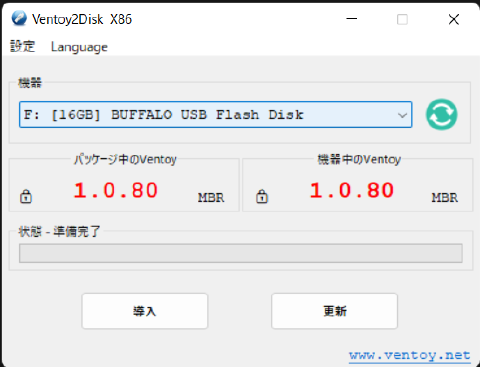 Ventoy2Disk X86
設定 Language
機器
F: [16GB] BUFFALO USB Flash Disk
パッケージ中のVentoy
1.0.80
MBR
機器中のVentoy
1.0.80
MBR
状態 - 準備完了
導入
更新
www.ventoy.net